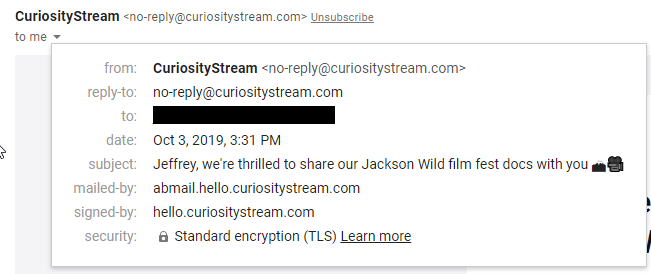 CuriosityStream <no-reply@curiositystream.com> Unsubscribe
to me
from: CuriosityStream <no-reply@curiositystream.com>
reply-to: no-reply@curiositystream.com
to:
date: Oct 3, 2019, 3:31 PM
subject: Jeffrey, we're thrilled to share our Jackson Wild film fest docs with you
mailed-by: abmail.hello.curiositystream.com
signed-by: hello.curiositystream.com
security: Standard encryption (TLS) Learn more